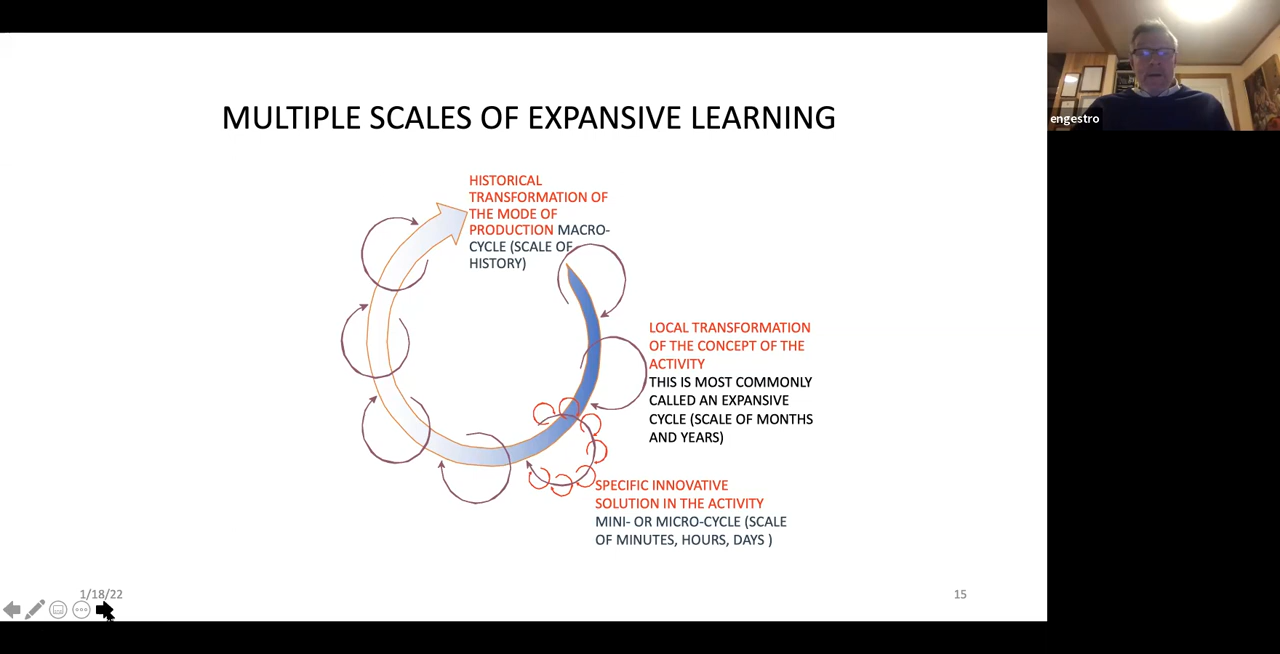 MULTIPLE SCALES OF EXPANSIVE LEARNING
engestro
HISTORICAL
TRANSFORMATION OF
THE MODE OF
PRODUCTION MACRO-
CYCLE (SCALE OF
HISTORY)
LOCAL TRANSFORMATION
OF THE CONCEPT OF THE
ACTIVITY
THIS IS MOST COMMONLY
CALLED AN EXPANSIVE
CYCLE (SCALE OF MONTHS
AND YEARS)
SPECIFIC INNOVATIVE
SOLUTION IN THE ACTIVITY
MINI- OR MICRO-CYCLE (SCALE
OF MINUTES, HOURS, DAYS )
1/18/22
15